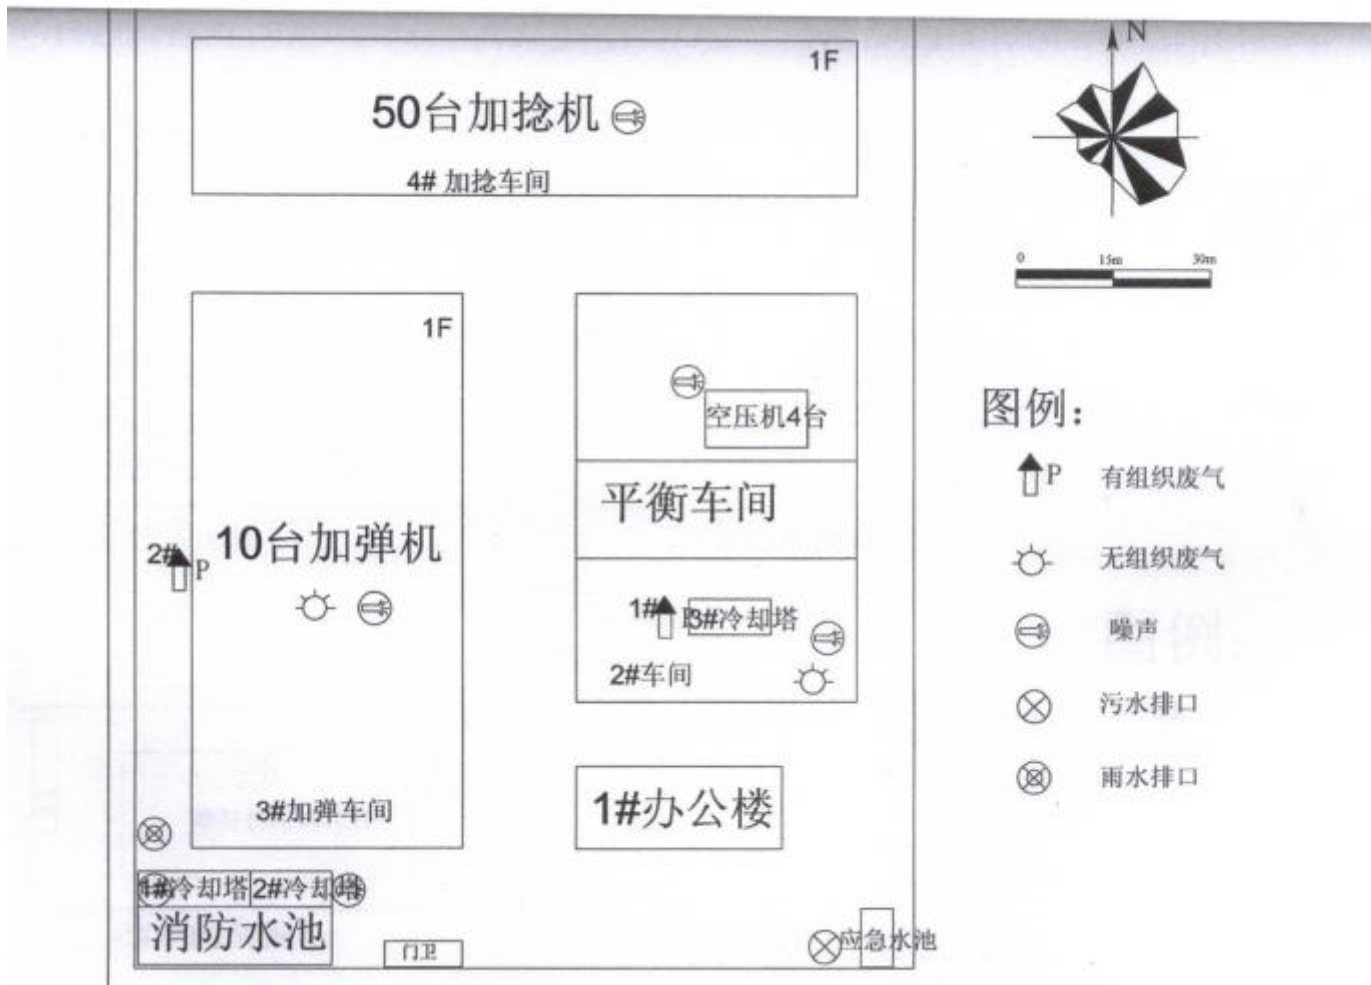 N
1F
50台加捻机
4# 加捻车间
0 15m 30m
1F
空压机4台
图例：
P 有组织废气
平衡车间
10台加弹机
2#
P
无组织废气
1#
3#冷却塔
噪声
2#车间
污水排口
雨水排口
3#加弹车间
1#办公楼
1#冷却塔
2#冷却塔
消防水池
门卫
应急水池